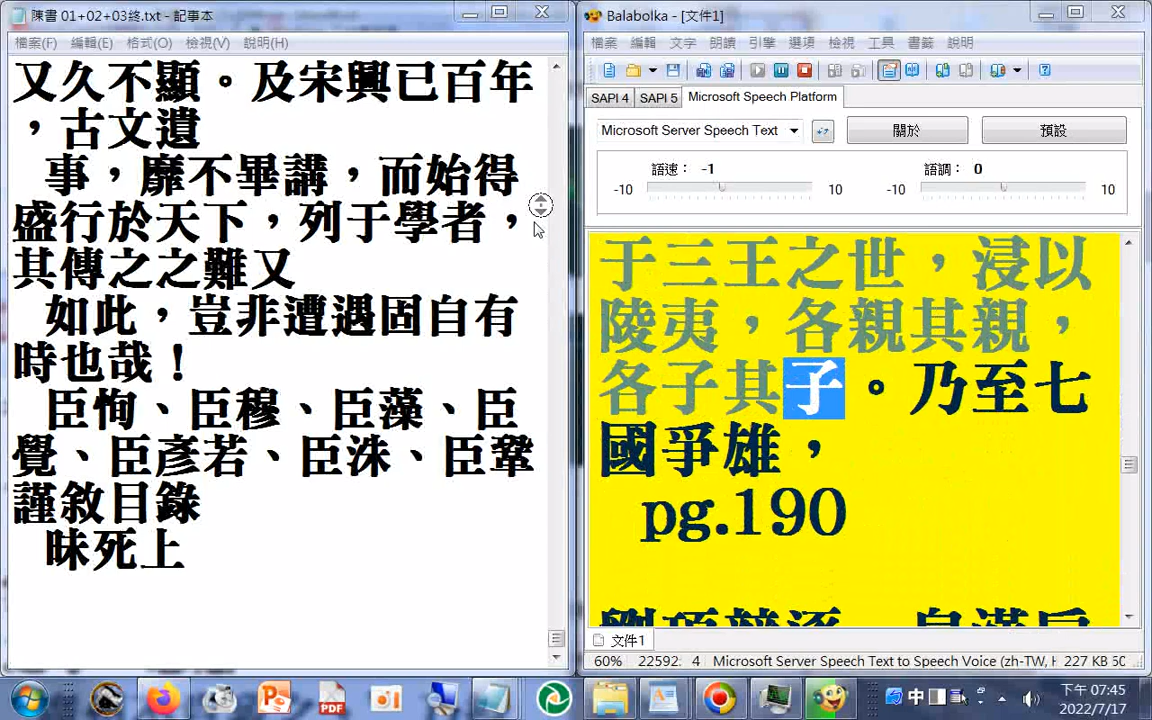 陳書 01+02+03終.txt - 記事本
檔案(F) 編輯(E) 格式(O) 檢視(V) 說明(H)
又久不顯。及宋興已百年
，古文遺
事，靡不畢講，而始得
盛行於天下，列于學者，
其傳之之難又
如此，豈非遭遇固自有
時也哉！
臣恂、臣穆、臣藻、臣
覺、臣彥若、臣洙、臣鞏
謹敘目錄
昧死上
Balabolka - [文件1]
檔案 編輯 文字 朗讀 引擎 選項 檢視 工具 書籤 說明
SAPI 4 SAPI 5 Microsoft Speech Platform
Microsoft Server Speech Text 關於 預設
語速： -1 語調： 0
-10 10 -10 10
于三王之世，浸以
陵夷，各親其親，
各子其子。乃至七
國爭雄，
pg.190
文件1
60% 22592: 4 Microsoft Server Speech Text to Speech Voice (zh-TW, H 227 KB 50
中 下午 07:45
2022/7/17